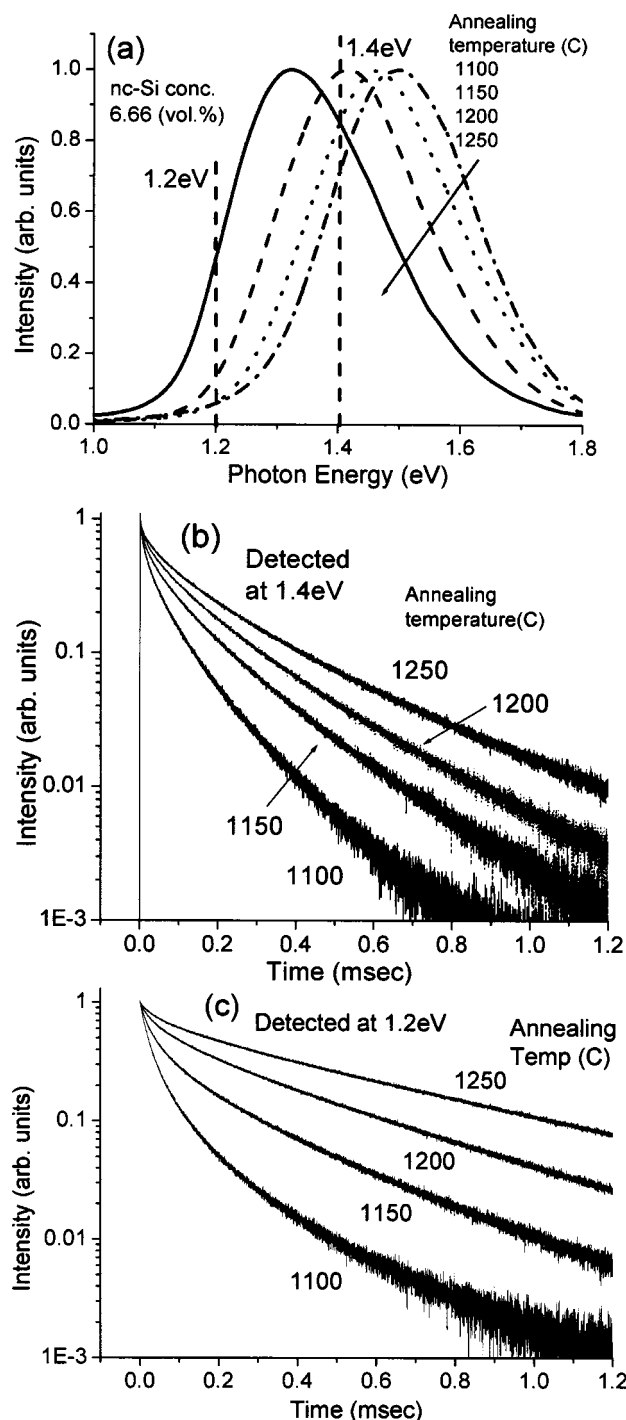 (a)
nc-Si conc.
6.66 (vol.%)
1.2eV
1.4eV
Annealing
temperature (C)
1100
1150
1200
1250
1.0
0.8
0.6
0.4
0.2
0.0
Intensity (arb. units)
1.0 1.2 1.4 1.6 1.8
Photon Energy (eV)
(b)
Detected
at 1.4eV
Annealing
temperature(C)
1250
1200
1150
1100
1
0.1
0.01
1E-3
Intensity (arb. units)
0.0 0.2 0.4 0.6 0.8 1.0 1.2
Time (msec)
(c)
Detected at 1.2eV
Annealing
Temp (C)
1250
1200
1150
1100
1
0.1
0.01
1E-3
Intensity (arb. units)
0.0 0.2 0.4 0.6 0.8 1.0 1.2
Time (msec)